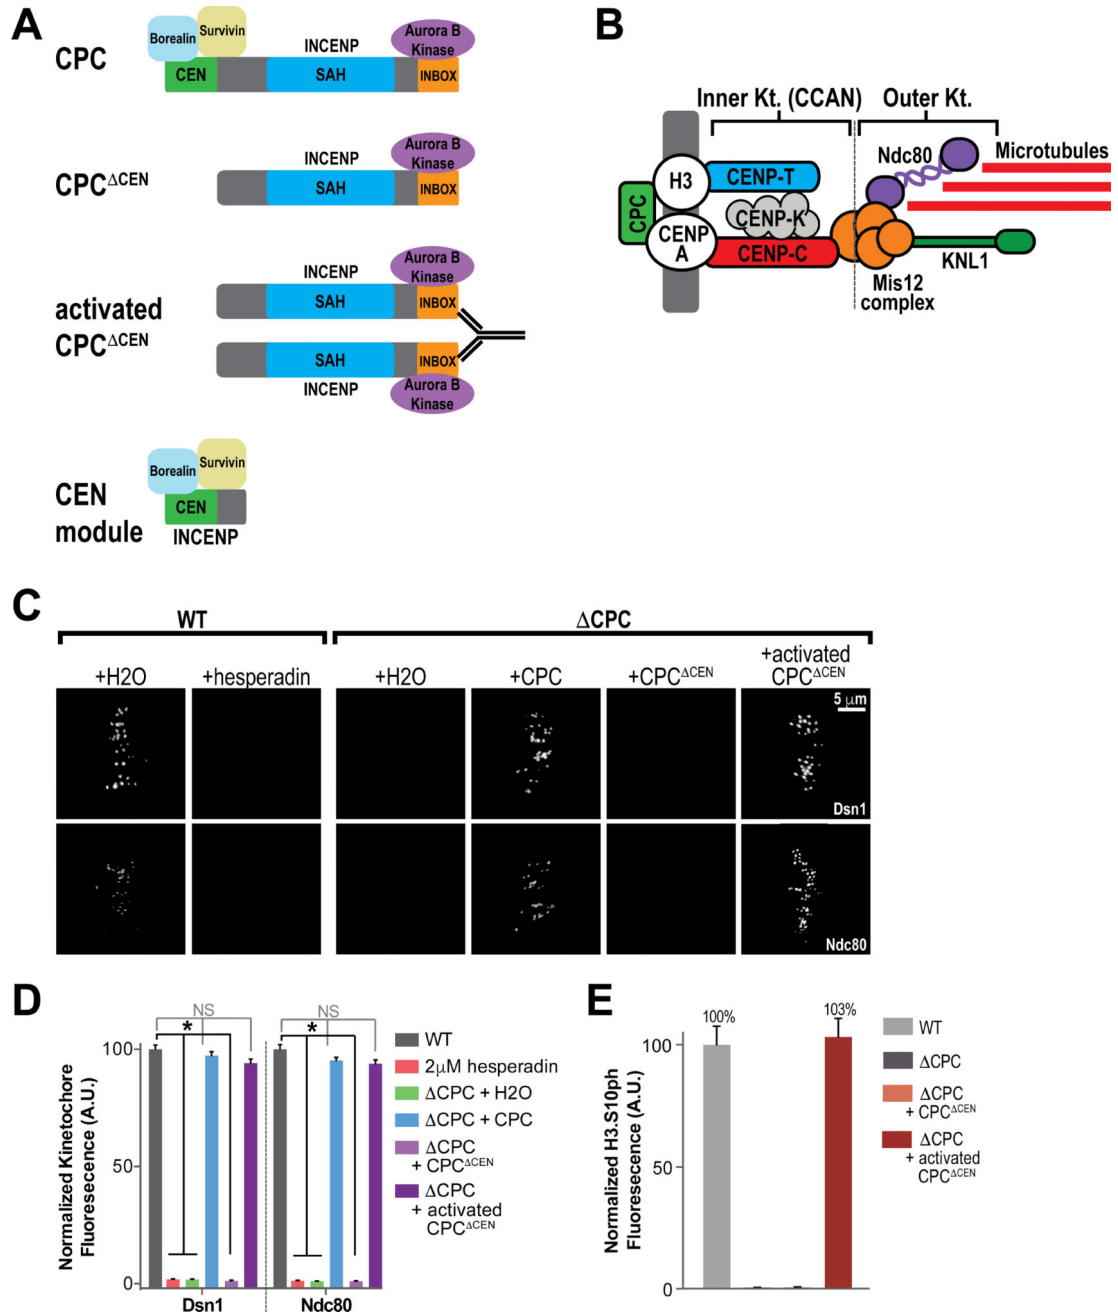 A
CPC
Borealin
Survivin
CEN
INCENP
SAH
Aurora B
Kinase
INBOX
CPCΔCEN
INCENP
SAH
Aurora B
Kinase
INBOX
activated
CPCΔCEN
INCENP
SAH
Aurora B
Kinase
INBOX
SAH
INBOX
INCENP
Aurora B
Kinase
CEN
module
Borealin
Survivin
CEN
INCENP
B
Inner Kt. (CCAN)
Outer Kt.
Ndc80
Microtubules
CPC
H3
CENP-T
CENP-K
CENP
A
CENP-C
KNL1
Mis12
complex
C
WT
ΔCPC
+H2O
+hesperadin
+H2O
+CPC
+CPCΔCEN
+activated
CPCΔCEN
5 µm
Dsn1
Ndc80
D
Normalized Kinetochore
Fluoresecence (A.U.)
100
50
0
NS
*
NS
*
Dsn1
Ndc80
WT
2µM hesperadin
ΔCPC + H2O
ΔCPC + CPC
ΔCPC
+ CPCΔCEN
ΔCPC
+ activated
CPCΔCEN
E
Normalized H3.S10ph
Fluoresecence (A.U.)
100
50
0
100%
103%
WT
ΔCPC
ΔCPC
+ CPCΔCEN
ΔCPC
+ activated
CPCΔCEN